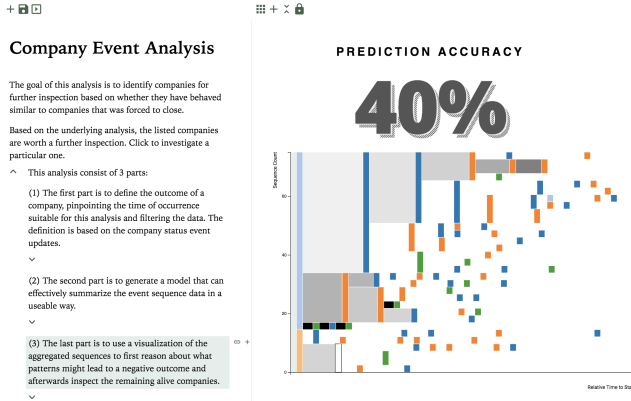 Company Event Analysis
The goal of this analysis is to identify companies for
further inspection based on whether they have behaved
similar to companies that was forced to close.
Based on the underlying analysis, the listed companies
are worth a further inspection. Click to investigate a
particular one.
This analysis consist of 3 parts:
(1) The first part is to define the outcome of a
company, pinpointing the time of occurrence
suitable for this analysis and filtering the data. The
definition is based on the company status event
updates.
(2) The second part is to generate a model that can
effectively summarize the event sequence data in a
useable way.
(3) The last part is to use a visualization of the
aggregated sequences to first reason about what
patterns might lead to a negative outcome and
afterwards inspect the remaining alive companies.
PREDICTION ACCURACY
40%
Sequence Count
60
40
20
0
Relative Time to Sta